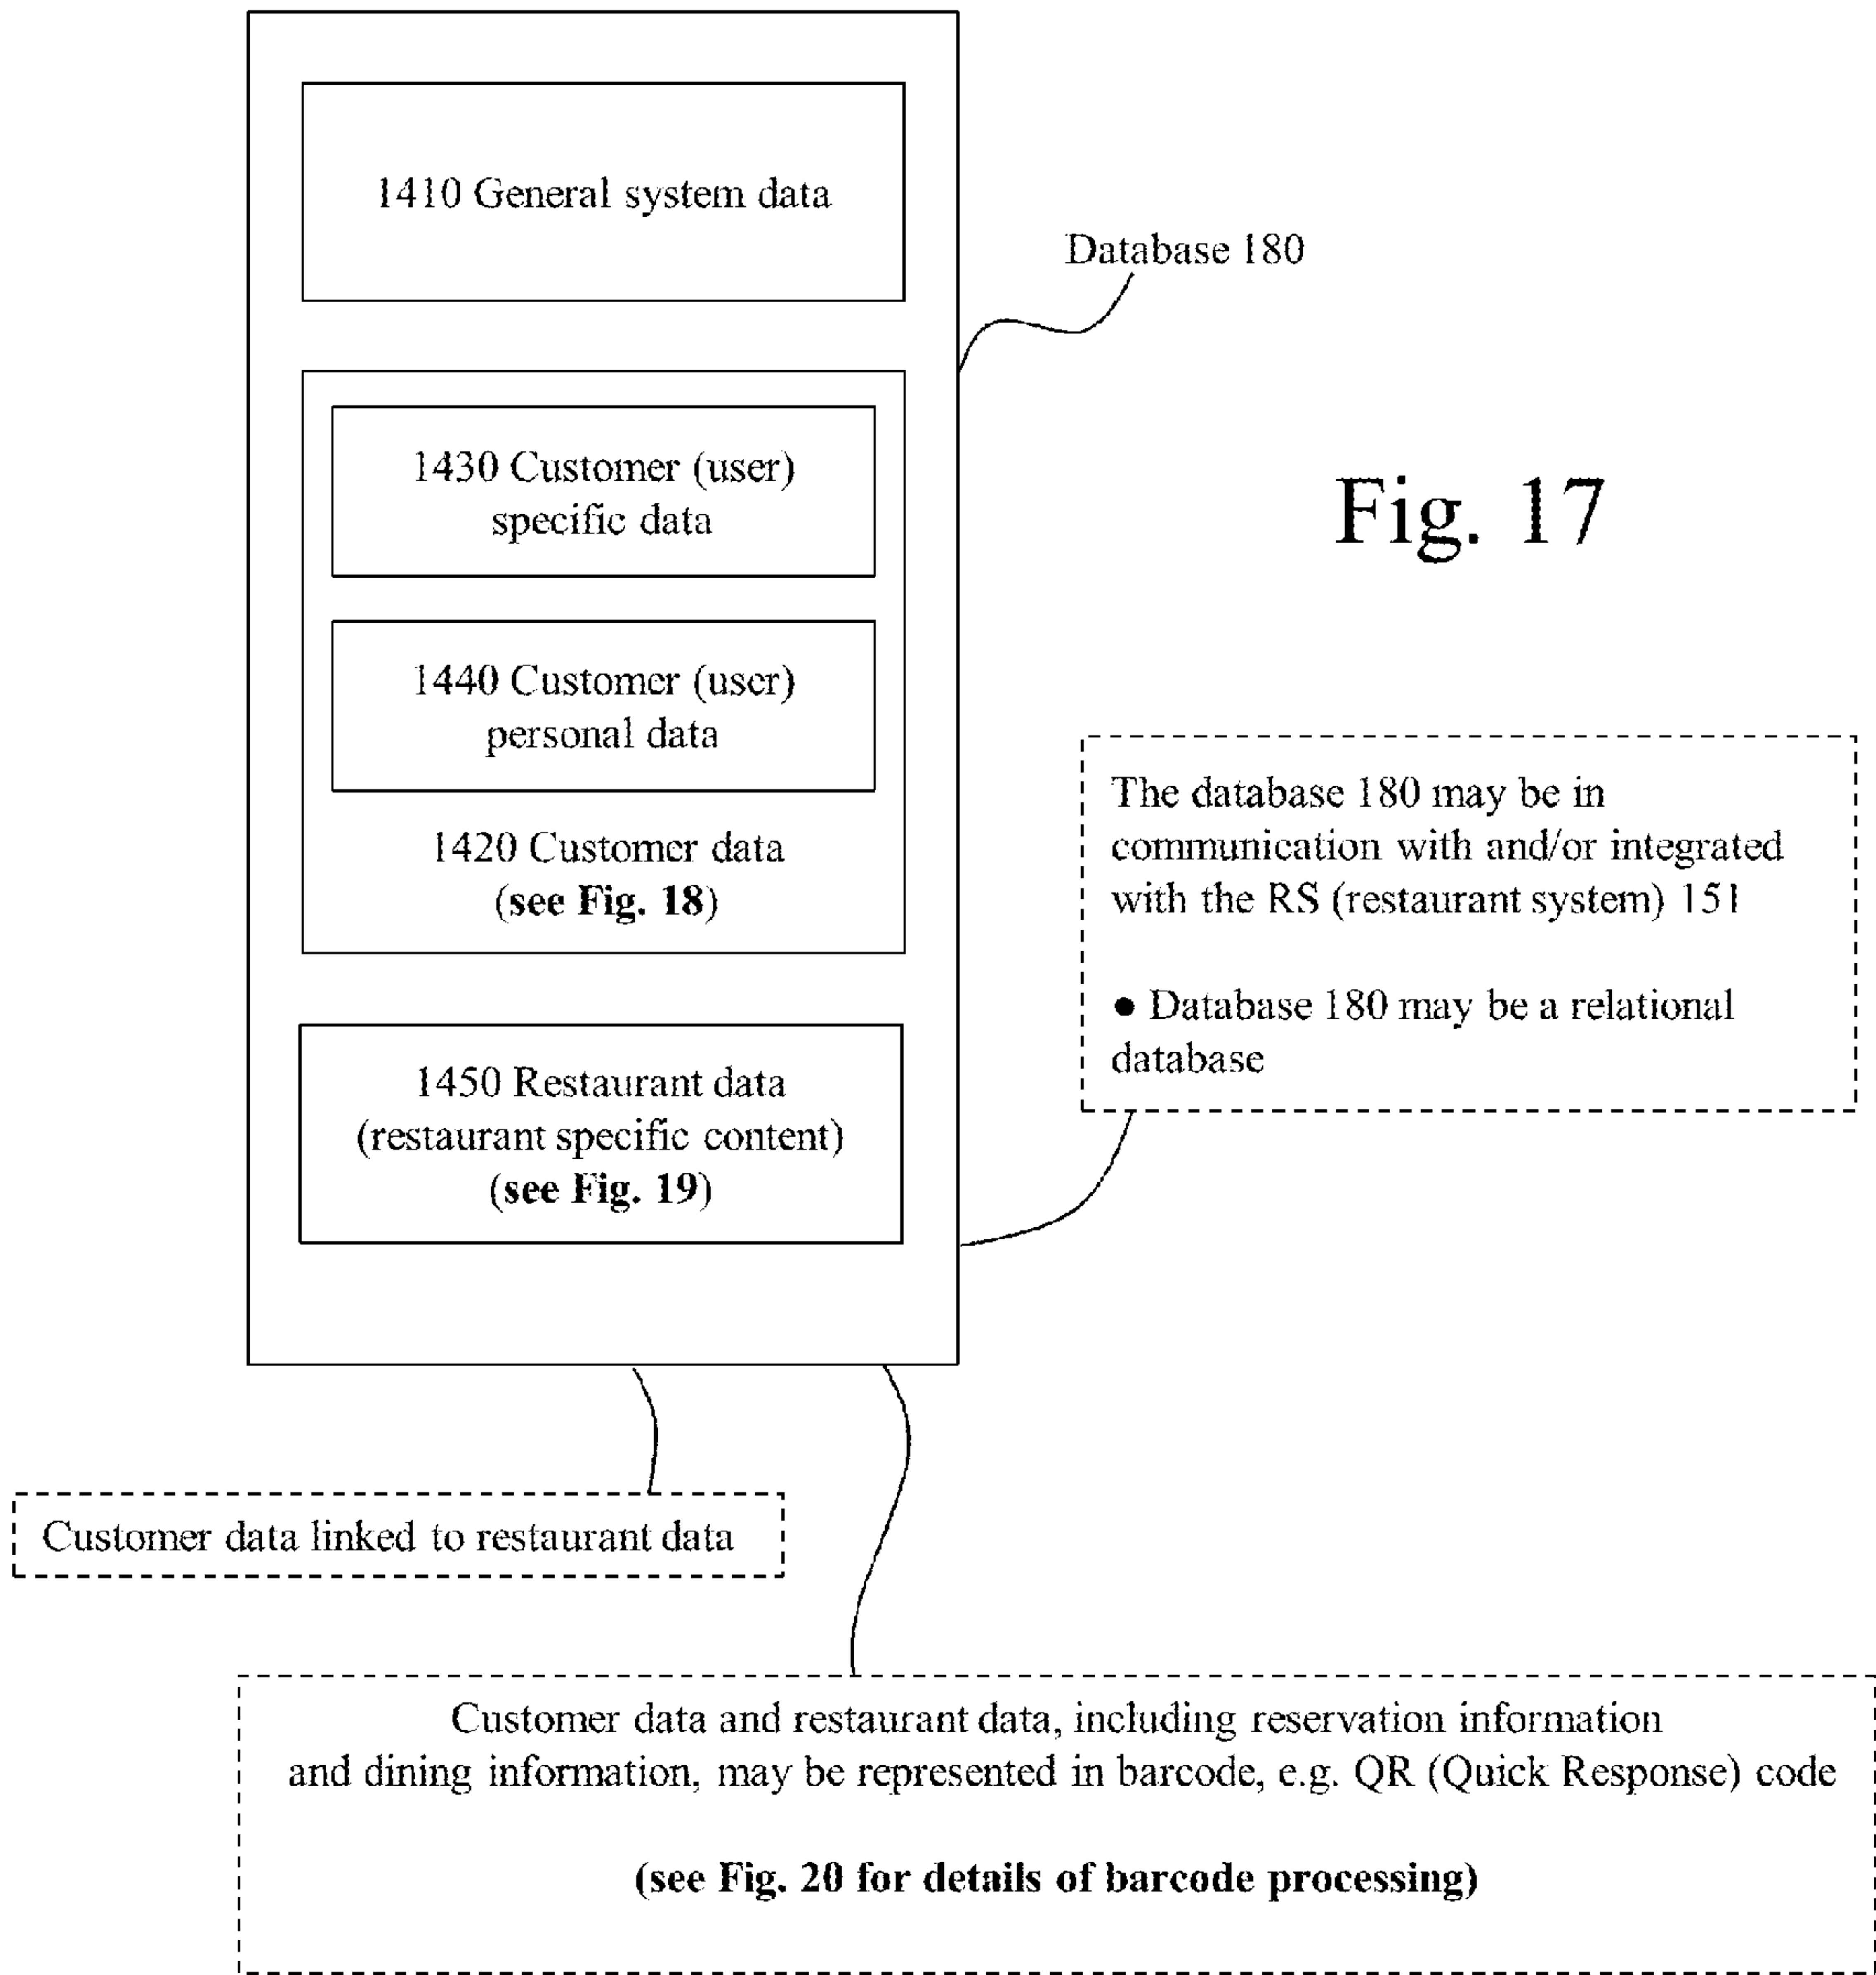 1410 General system data
Database 180
1430 Customer (user)
specific data
Fig. 17
1440 Customer (user)
personal data
1420 Customer data
(see Fig. 18)
The database 180 may be in
communication with and/or integrated
with the RS (restaurant system) 151
● Database 180 may be a relational
database
1450 Restaurant data
(restaurant specific content)
(see Fig. 19)
Customer data linked to restaurant data
Customer data and restaurant data, including reservation information
and dining information, may be represented in barcode, e.g. QR (Quick Response) code
(see Fig. 20 for details of barcode processing)